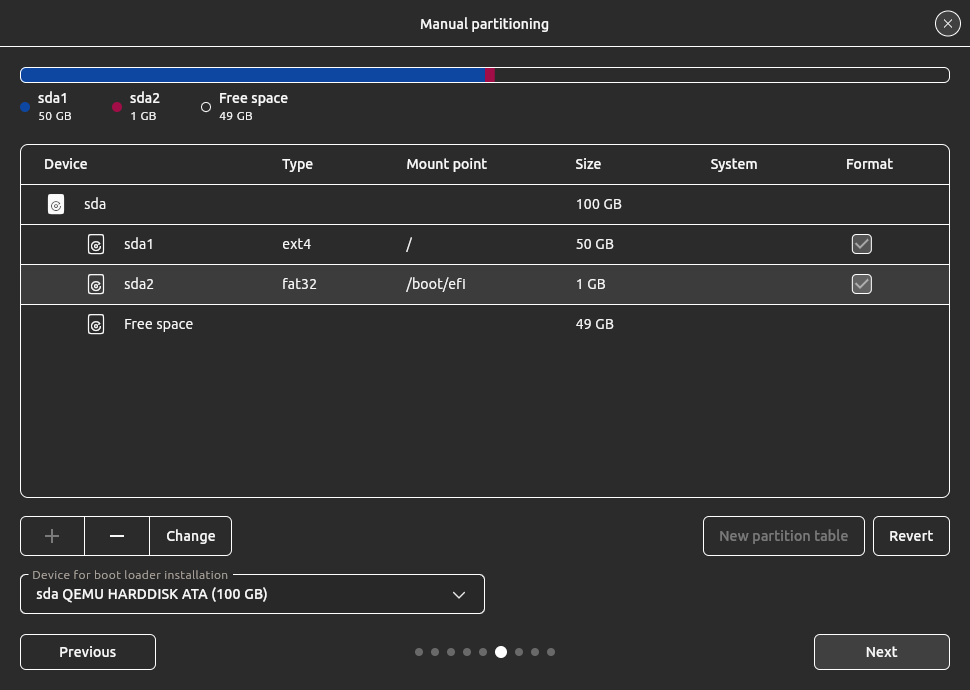 Manual partitioning
sda1
50 GB
sda2
1 GB
Free space
49 GB
Device Type Mount point Size System Format
sda 100 GB
sda1 ext4 / 50 GB
sda2 fat32 /boot/efi 1 GB
Free space 49 GB
Change New partition table Revert
Device for boot loader installation
sda QEMU HARDDISK ATA (100 GB)
Previous Next